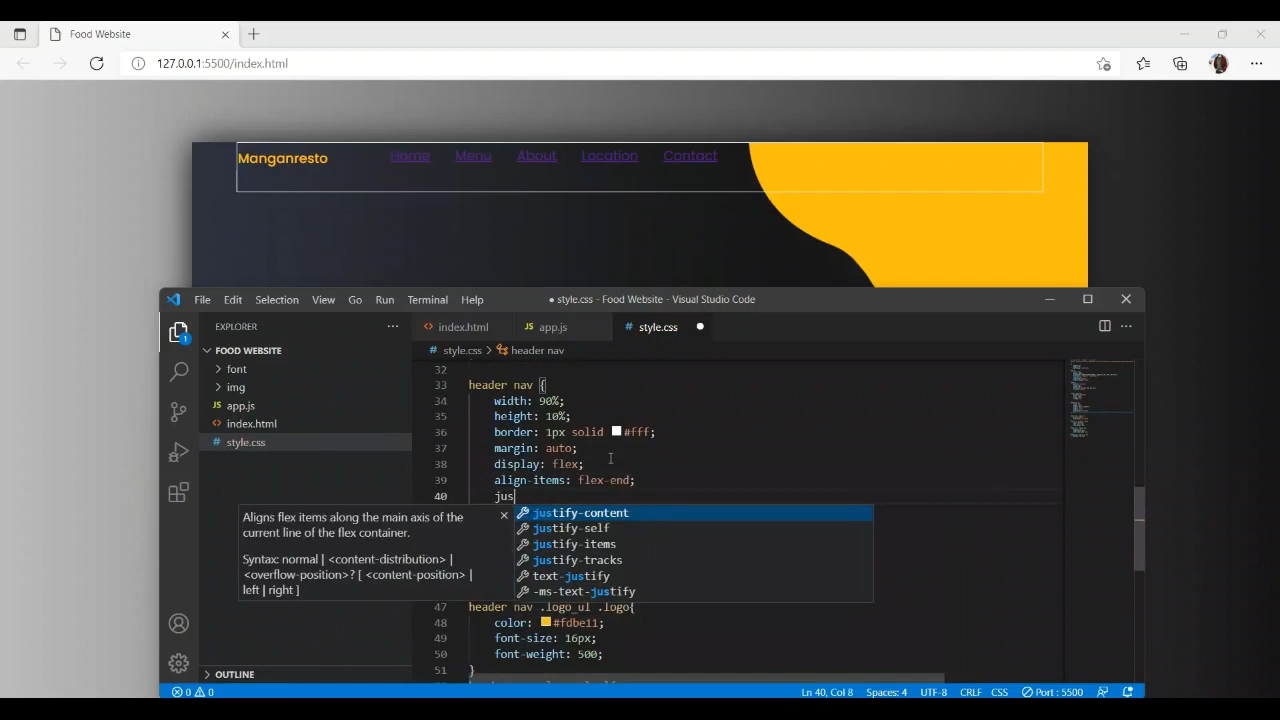 Food Website
127.0.0.1:5500/index.html
Manganresto Home Menu About Location Contact
File Edit Selection View Go Run Terminal Help ● style.css - Food Website - Visual Studio Code
EXPLORER ··· index.html JS app.js # style.css ●
FOOD WEBSITE # style.css > header nav
font
img
JS app.js
index.html
# style.css
1
32
33 header nav {
34 width: 90%;
35 height: 10%;
36 border: 1px solid #fff;
37 margin: auto;
38 display: flex;
39 align-items: flex-end;
40 jus
Aligns flex items along the main axis of the
current line of the flex container.
Syntax: normal | <content-distribution> |
<overflow-position>? [ <content-position> |
left | right ]
justify-content
justify-self
justify-items
justify-tracks
text-justify
-ms-text-justify
47 header nav .logo_ul .logo{
48 color: #fdbe11;
49 font-size: 16px;
50 font-weight: 500;
51 }
OUTLINE
0 0 Ln 40, Col 8 Spaces: 4 UTF-8 CRLF CSS Port : 5500